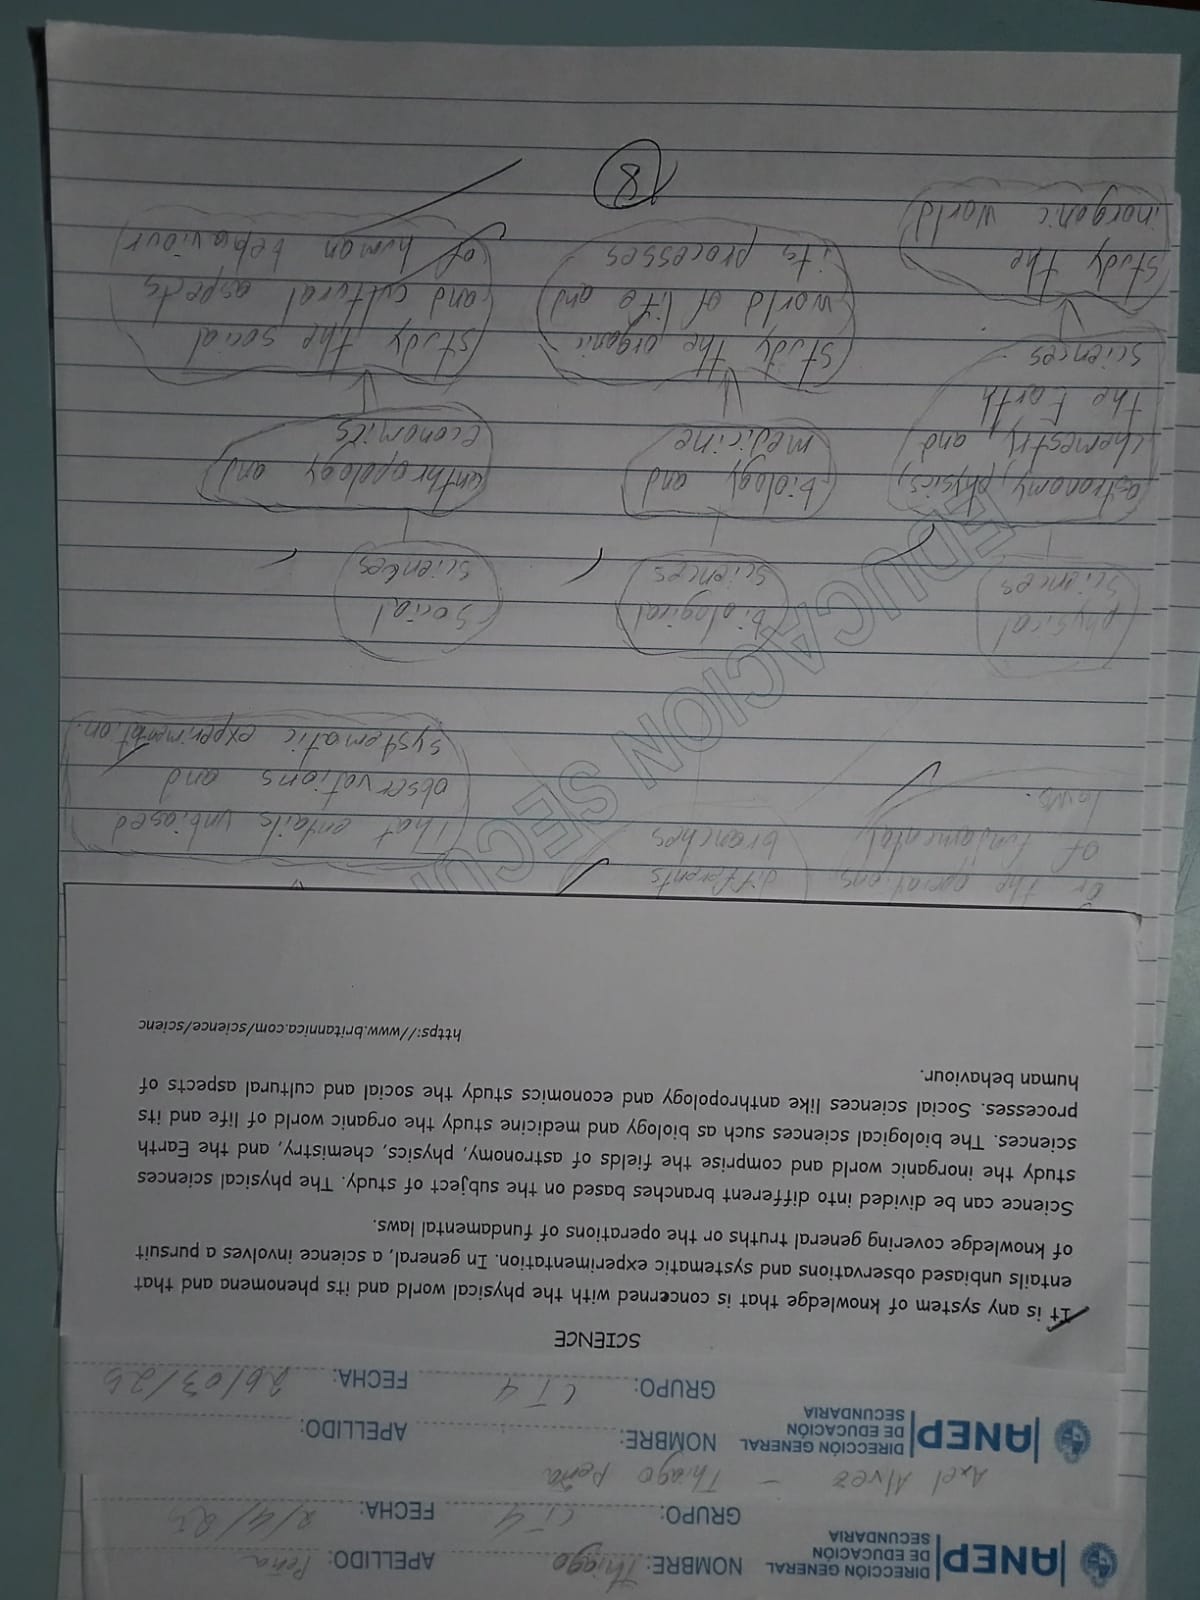 ANEP DIRECCIÓN GENERAL DE EDUCACIÓN SECUNDARIA NOMBRE: Thiago APELLIDO: Peña
GRUPO: CT4 FECHA: 2/4/25
Axel Alvez - Thiago Peña
ANEP DIRECCIÓN GENERAL DE EDUCACIÓN SECUNDARIA NOMBRE: APELLIDO:
GRUPO: CT4 FECHA: 26/03/25
SCIENCE
It is any system of knowledge that is concerned with the physical world and its phenomena and that
entails unbiased observations and systematic experimentation. In general, a science involves a pursuit
of knowledge covering general truths or the operations of fundamental laws.
Science can be divided into different branches based on the subject of study. The physical sciences
study the inorganic world and comprise the fields of astronomy, physics, chemistry, and the Earth
sciences. The biological sciences such as biology and medicine study the organic world of life and its
processes. Social sciences like anthropology and economics study the social and cultural aspects of
human behaviour.
https://www.britannica.com/science/scienc
or the operations differents
of fundamental branches That entails unbiased
laws. observations and
systematic experimentation.
EDUCACIÓN SECU
physical biological social
sciences sciences sciences
astronomy, physics, biology and anthropology and
chemestry, and medicine economics
the Earth
sciences study the organic study the social
study the world of life and and cultural aspects
inorganic world its processes of human behaviour
18